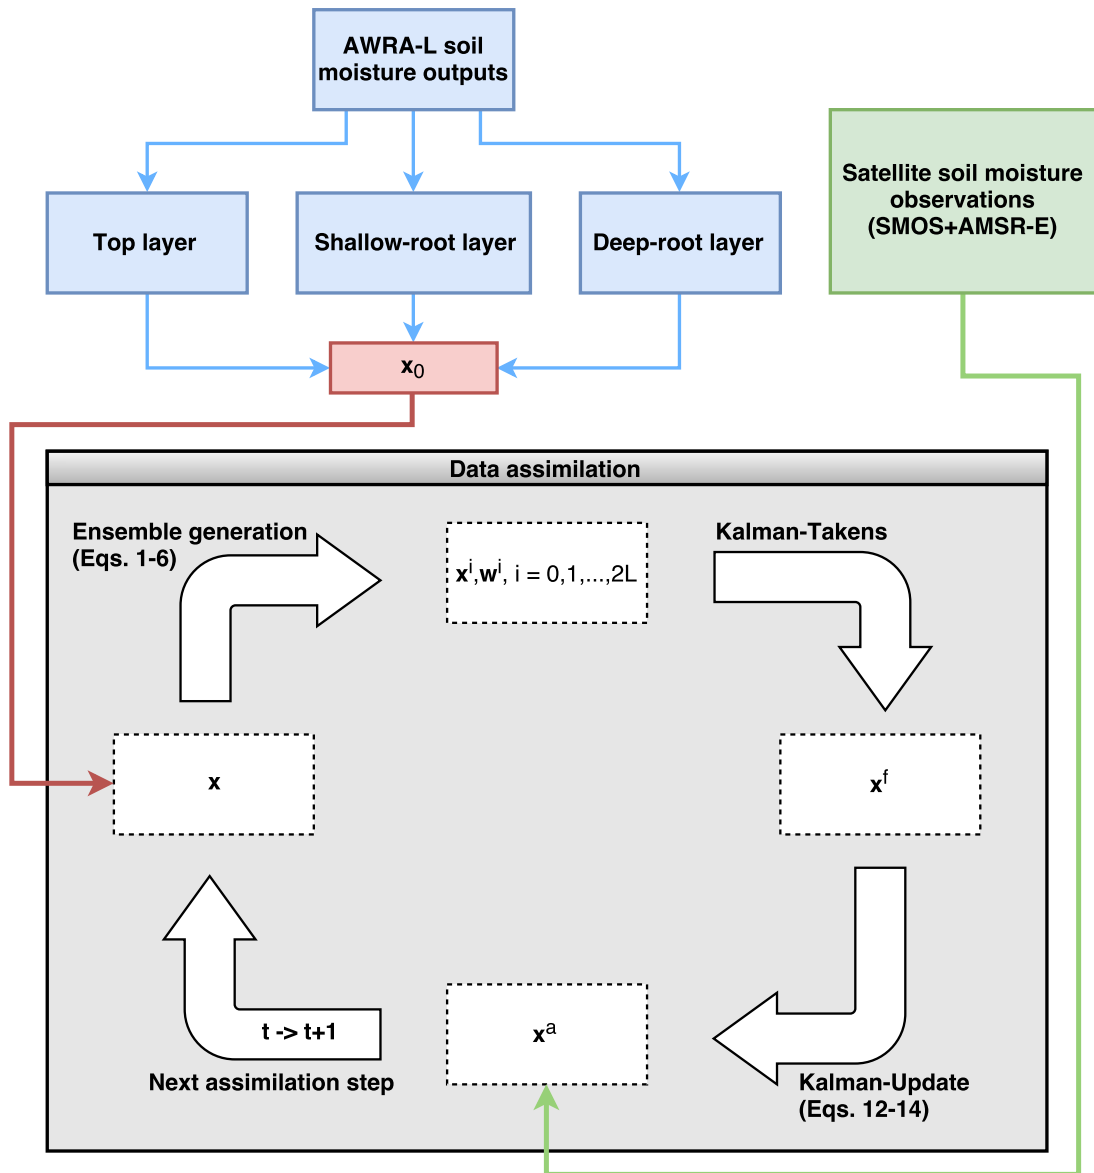 AWRA-L soil
moisture outputs
Satellite soil moisture
observations
(SMOS+AMSR-E)
Top layer
Shallow-root layer
Deep-root layer
x₀
Data assimilation
Ensemble generation
(Eqs. 1-6)
xⁱ,wⁱ, i = 0,1,...,2L
Kalman-Takens
x
xᶠ
t -> t+1
Next assimilation step
xᵃ
Kalman-Update
(Eqs. 12-14)